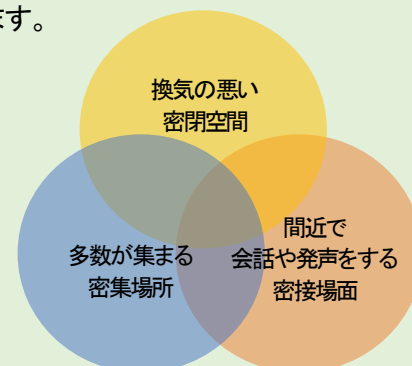 ます。
換気の悪い
密閉空間
多数が集まる
密集場所
間近で
会話や発声をする
密接場面